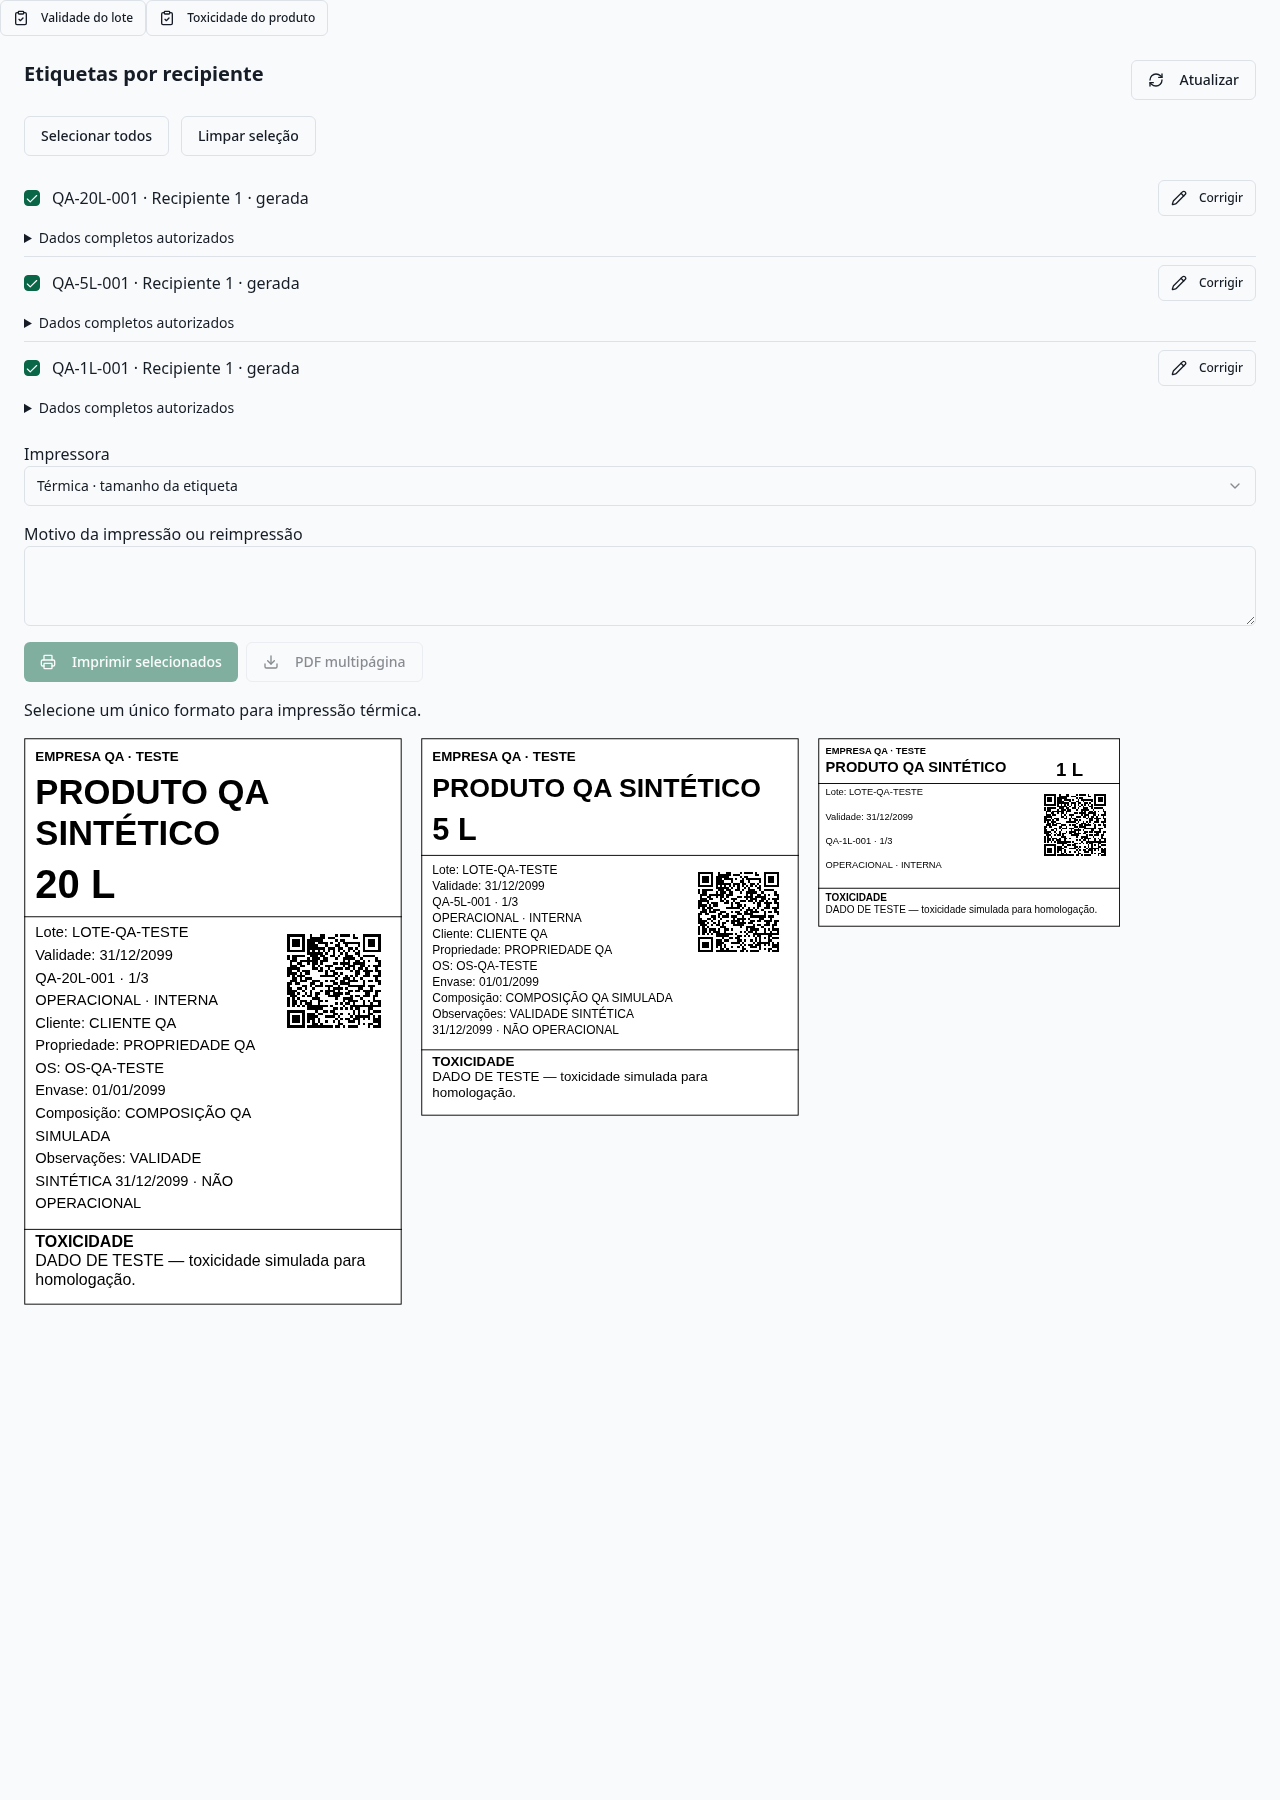 Validade do lote
Toxicidade do produto
Etiquetas por recipiente
Atualizar
Selecionar todos
Limpar seleção
QA-20L-001 · Recipiente 1 · gerada
Corrigir
Dados completos autorizados
QA-5L-001 · Recipiente 1 · gerada
Corrigir
Dados completos autorizados
QA-1L-001 · Recipiente 1 · gerada
Corrigir
Dados completos autorizados
Impressora
Térmica · tamanho da etiqueta
Motivo da impressão ou reimpressão
Imprimir selecionados
PDF multipágina
Selecione um único formato para impressão térmica.
EMPRESA QA · TESTE
PRODUTO QA
SINTÉTICO
20 L
Lote: LOTE-QA-TESTE
Validade: 31/12/2099
QA-20L-001 · 1/3
OPERACIONAL · INTERNA
Cliente: CLIENTE QA
Propriedade: PROPRIEDADE QA
OS: OS-QA-TESTE
Envase: 01/01/2099
Composição: COMPOSIÇÃO QA
SIMULADA
Observações: VALIDADE
SINTÉTICA 31/12/2099 · NÃO
OPERACIONAL
TOXICIDADE
DADO DE TESTE — toxicidade simulada para
homologação.
EMPRESA QA · TESTE
PRODUTO QA SINTÉTICO
5 L
Lote: LOTE-QA-TESTE
Validade: 31/12/2099
QA-5L-001 · 1/3
OPERACIONAL · INTERNA
Cliente: CLIENTE QA
Propriedade: PROPRIEDADE QA
OS: OS-QA-TESTE
Envase: 01/01/2099
Composição: COMPOSIÇÃO QA SIMULADA
Observações: VALIDADE SINTÉTICA
31/12/2099 · NÃO OPERACIONAL
TOXICIDADE
DADO DE TESTE — toxicidade simulada para
homologação.
EMPRESA QA · TESTE
PRODUTO QA SINTÉTICO
1 L
Lote: LOTE-QA-TESTE
Validade: 31/12/2099
QA-1L-001 · 1/3
OPERACIONAL · INTERNA
TOXICIDADE
DADO DE TESTE — toxicidade simulada para homologação.